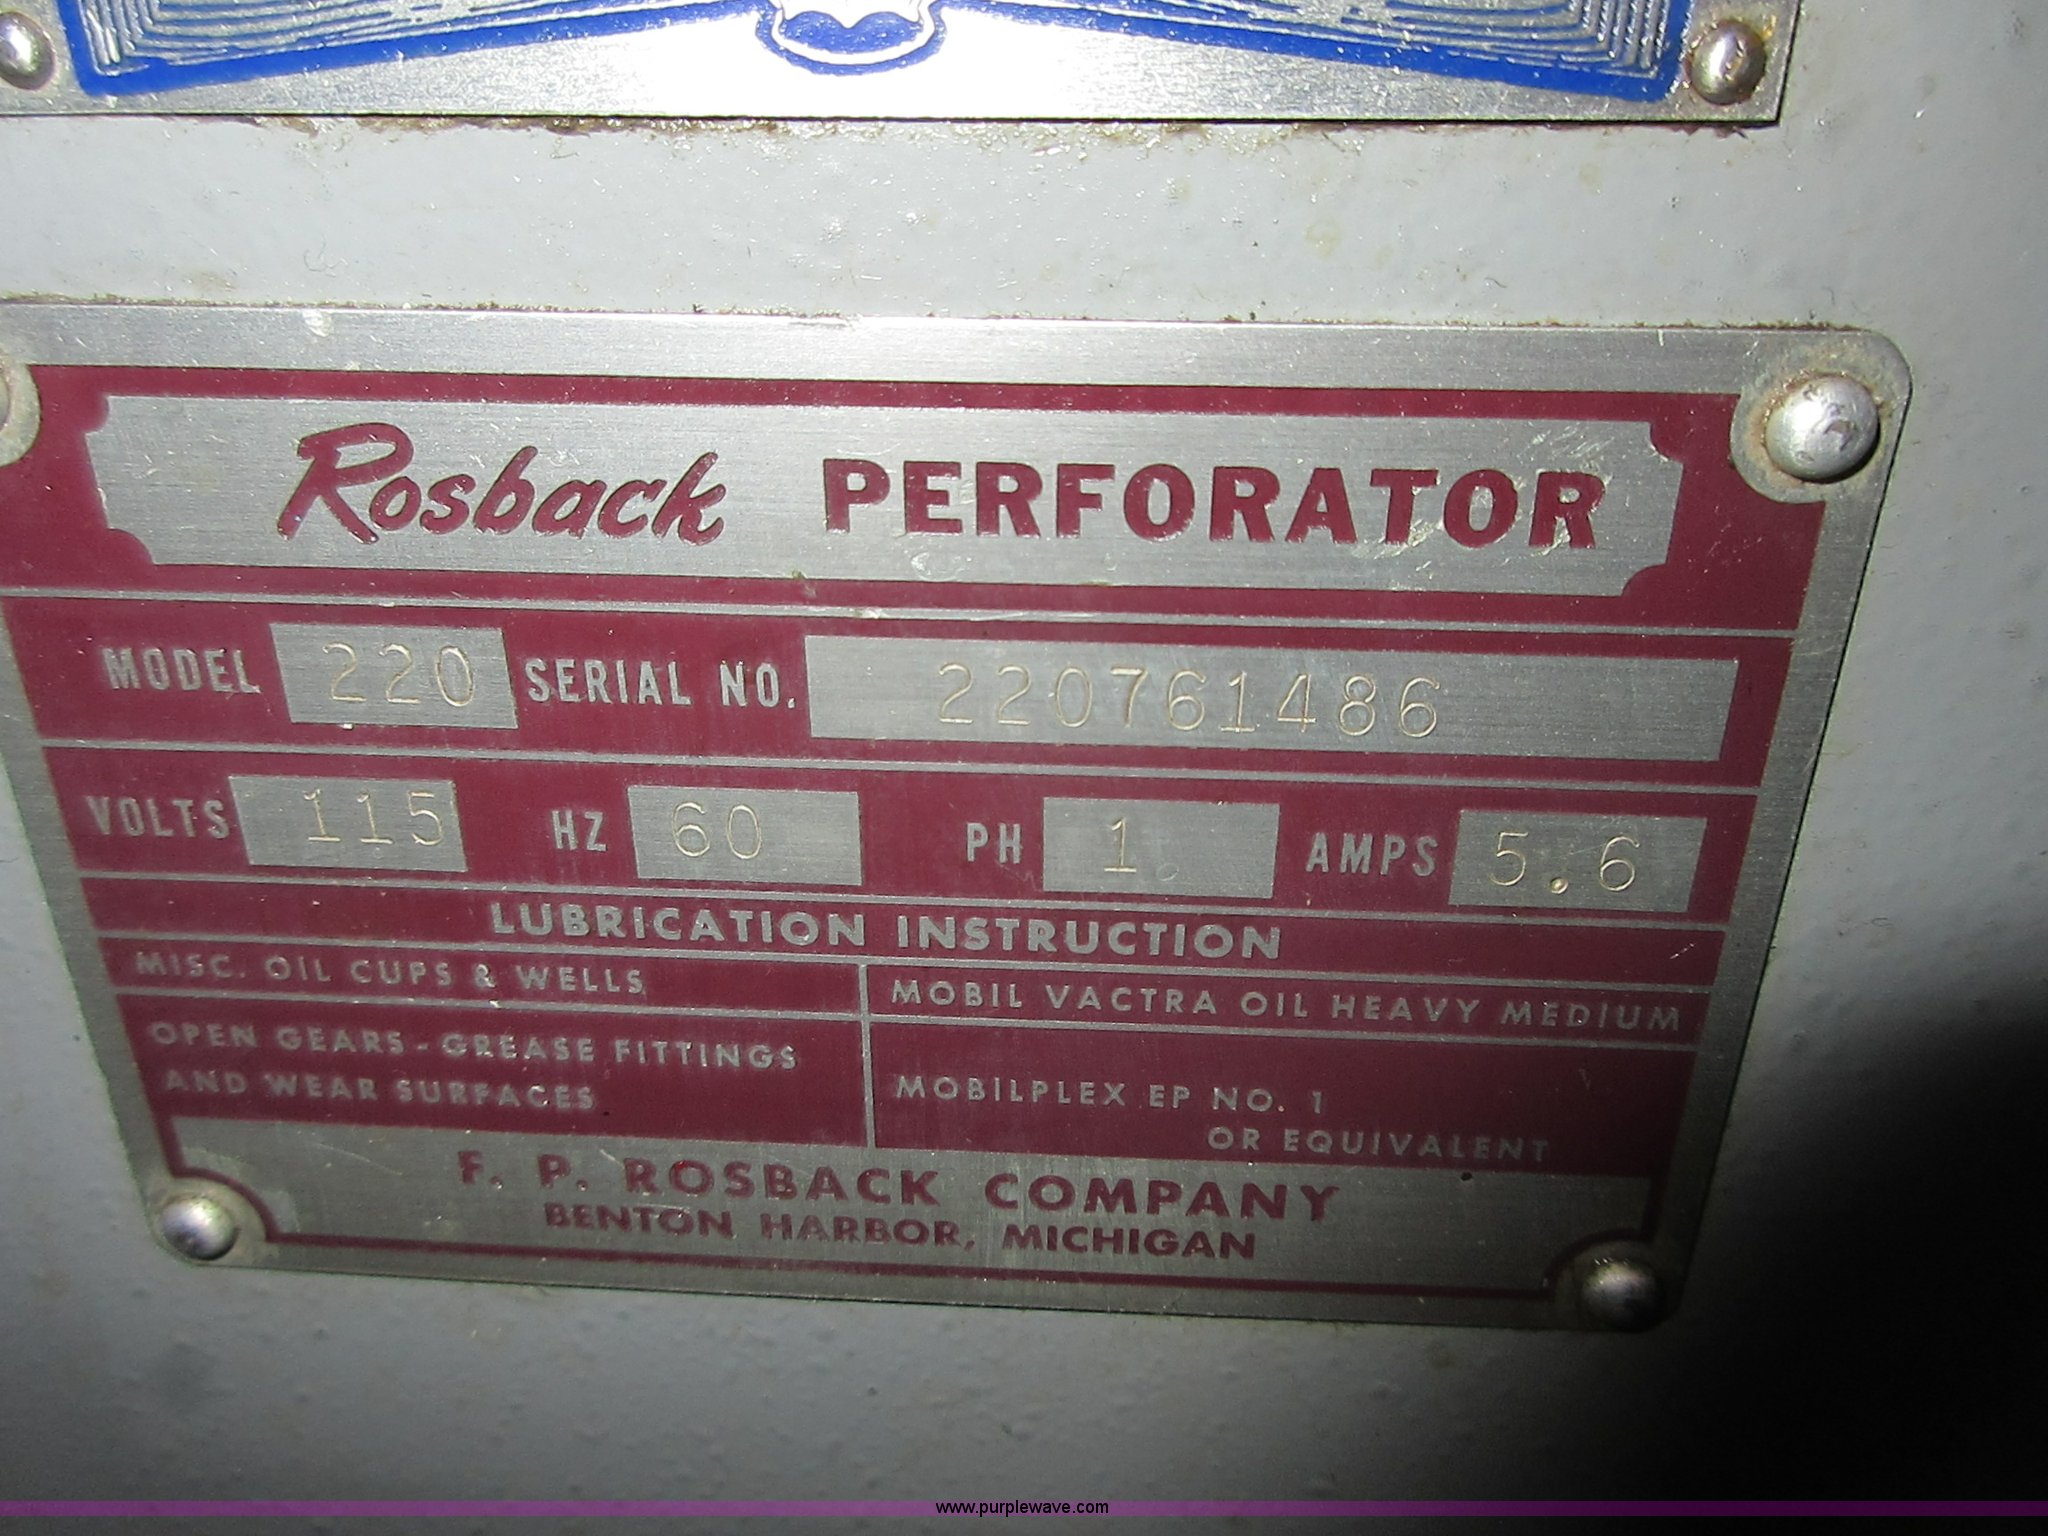 Rosback PERFORATOR
MODEL 220 SERIAL NO. 220761486
VOLTS 115 HZ 60 PH 1 AMPS 5.6
LUBRICATION INSTRUCTION
MISC. OIL CUPS & WELLS
MOBIL VACTRA OIL HEAVY MEDIUM
OPEN GEARS - GREASE FITTINGS
AND WEAR SURFACES
MOBILPLEX EP NO. 1
OR EQUIVALENT
F. P. ROSBACK COMPANY
BENTON HARBOR, MICHIGAN
www.purplewave.com